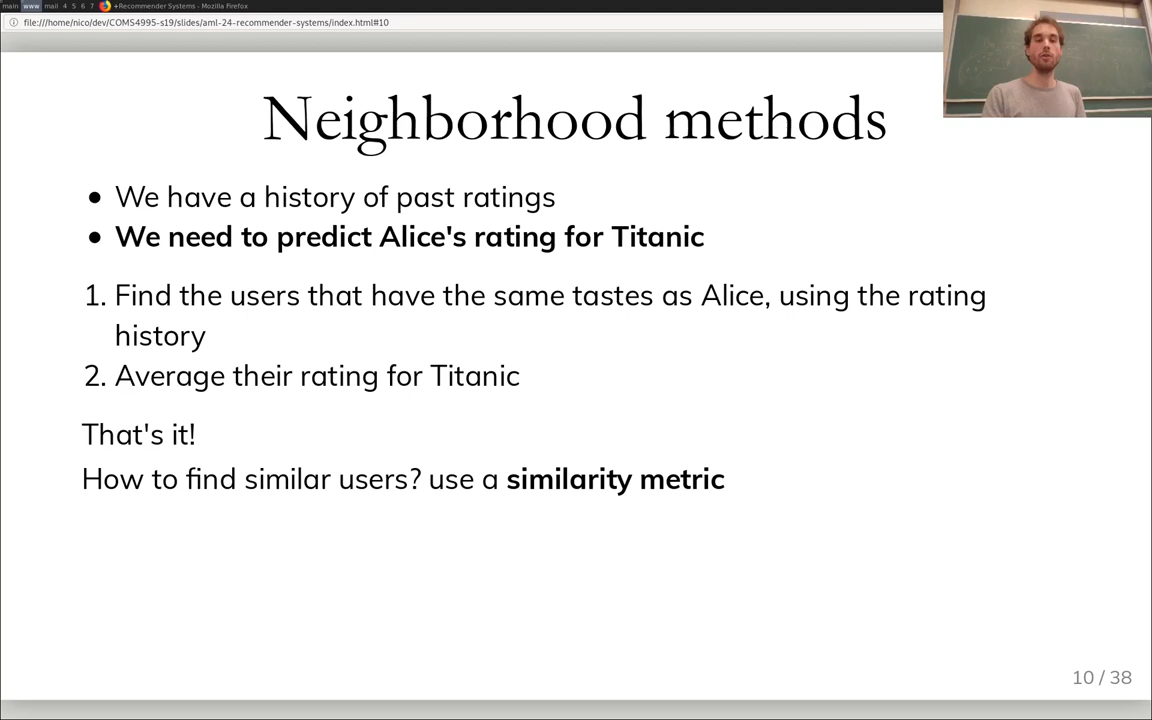 main www mail 4 5 6 7 +Recommender Systems - Mozilla Firefox
file:///home/nico/dev/COMS4995-s19/slides/aml-24-recommender-systems/index.html#10
Neighborhood methods
• We have a history of past ratings
• We need to predict Alice's rating for Titanic
1. Find the users that have the same tastes as Alice, using the rating
history
2. Average their rating for Titanic
That's it!
How to find similar users? use a similarity metric
10 / 38